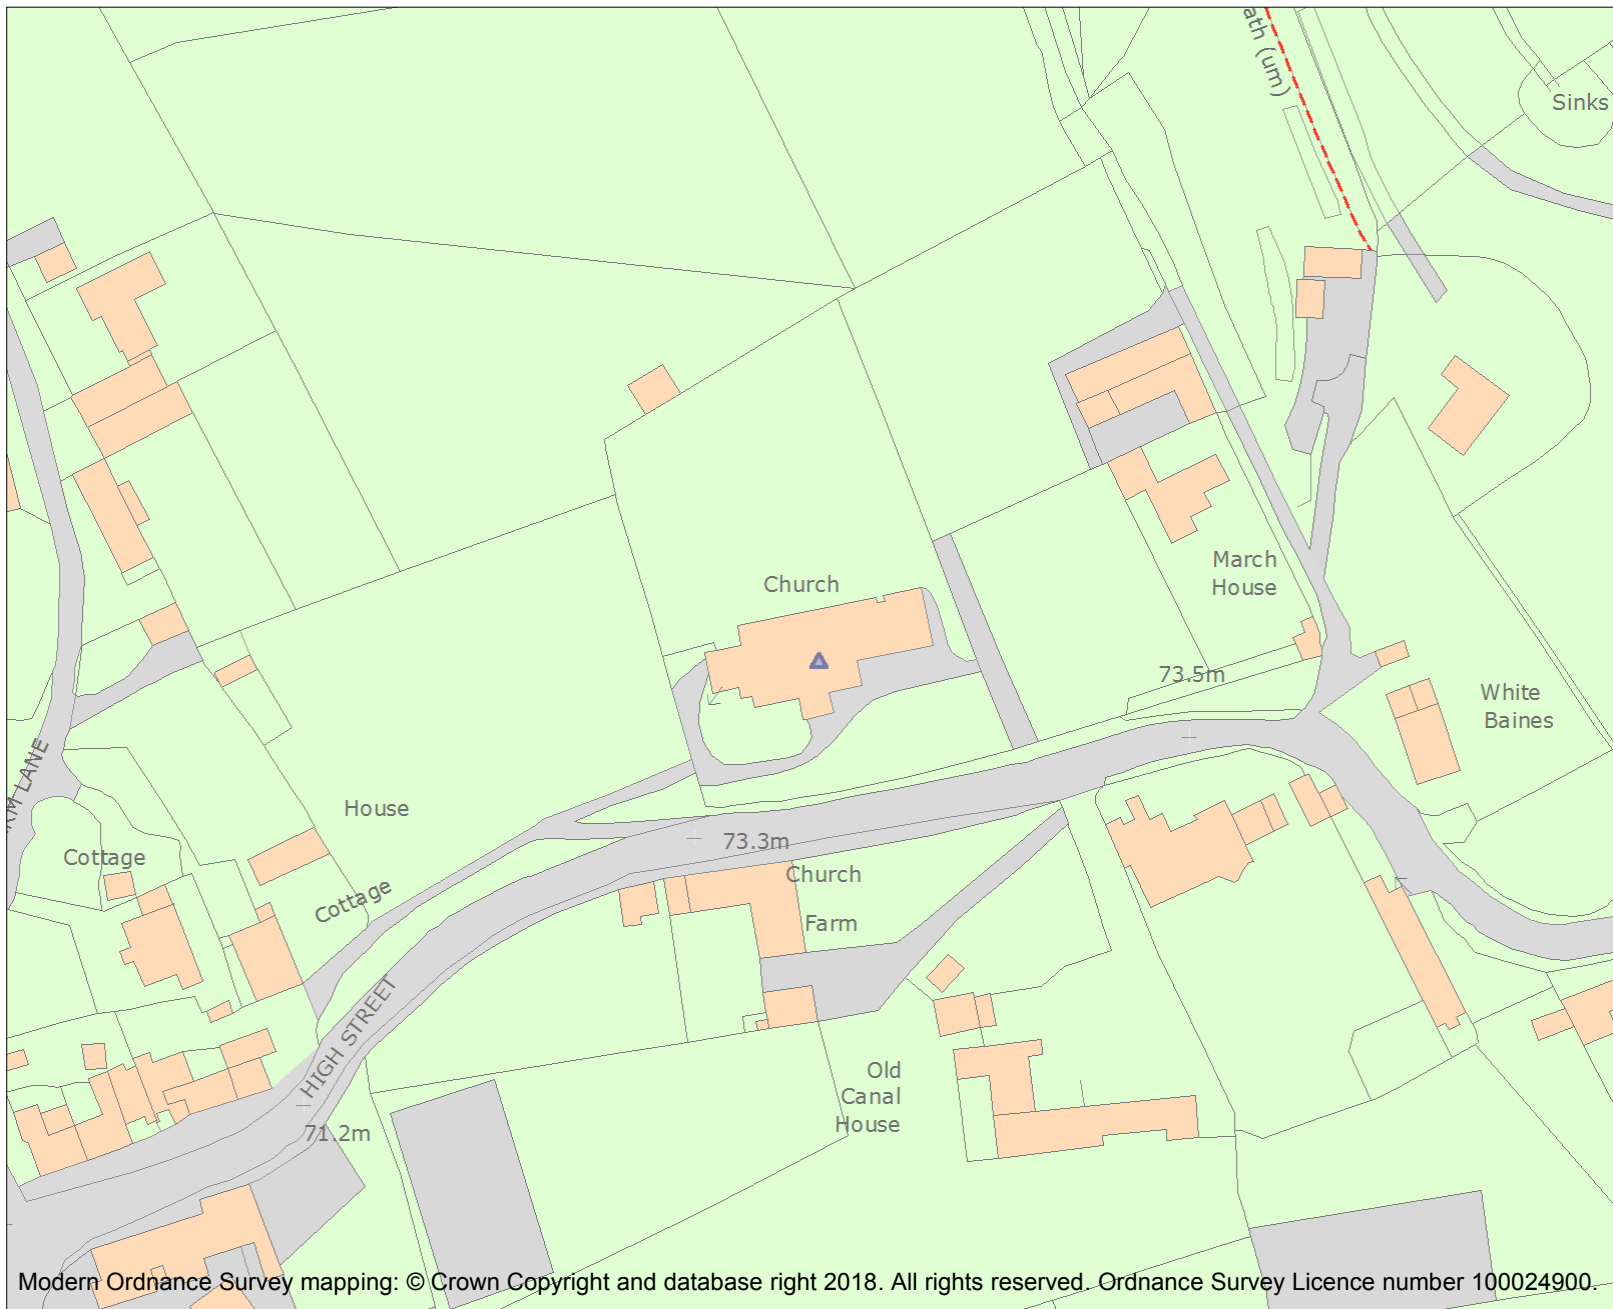 ath (um)
Sinks
Church
March
House
73.5m
White
Baines
RM LANE
House
73.3m
Cottage
Church
Cottage
Farm
HIGH STREET
Old
Canal
House
71.2m
Modern Ordnance Survey mapping: © Crown Copyright and database right 2018. All rights reserved. Ordnance Survey Licence number 100024900.